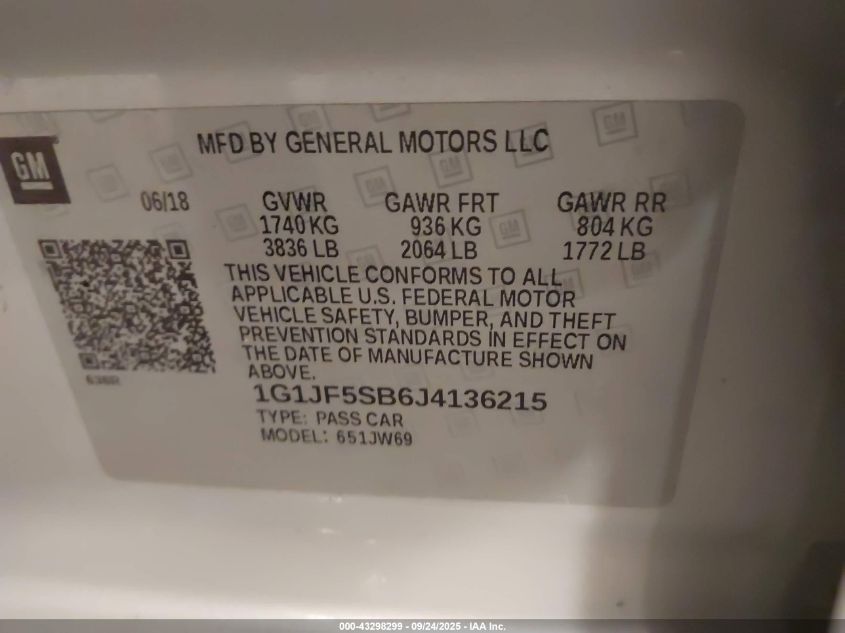 GM
MFD BY GENERAL MOTORS LLC
06/18 GVWR GAWR FRT GAWR RR
1740 KG 936 KG 804 KG
3836 LB 2064 LB 1772 LB
THIS VEHICLE CONFORMS TO ALL
APPLICABLE U.S. FEDERAL MOTOR
VEHICLE SAFETY, BUMPER, AND THEFT
PREVENTION STANDARDS IN EFFECT ON
THE DATE OF MANUFACTURE SHOWN
ABOVE.
1G1JF5SB6J4136215
TYPE: PASS CAR
MODEL: 651JW69
000-43298299 - 09/24/2025 - IAA Inc.